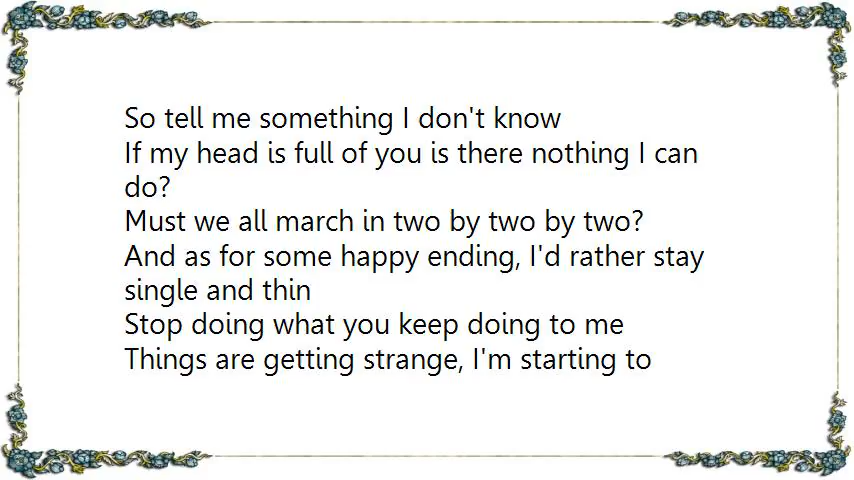 So tell me something I don't know
If my head is full of you is there nothing I can
do?
Must we all march in two by two by two?
And as for some happy ending, I'd rather stay
single and thin
Stop doing what you keep doing to me
Things are getting strange, I'm starting to